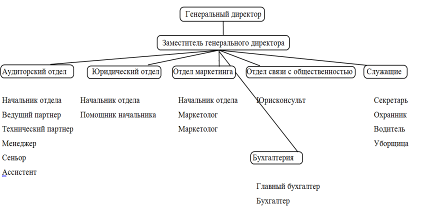 Генеральный директор
Заместитель генерального директора
Аудиторский отдел
Юридический отдел
Отдел маркетинга
Отдел связи с общественностью
Служащие
Начальник отдела
Начальник отдела
Начальник отдела
Юрисконсульт
Секретарь
Ведущий партнер
Помошник начальника
Маркетолог
Охранник
Технический партнер
Маркетолог
Водитель
Менеджер
Уборщица
Сеньор
Бухгалтерия
Ассистент
Главный бухгалтер
Бухгалтер